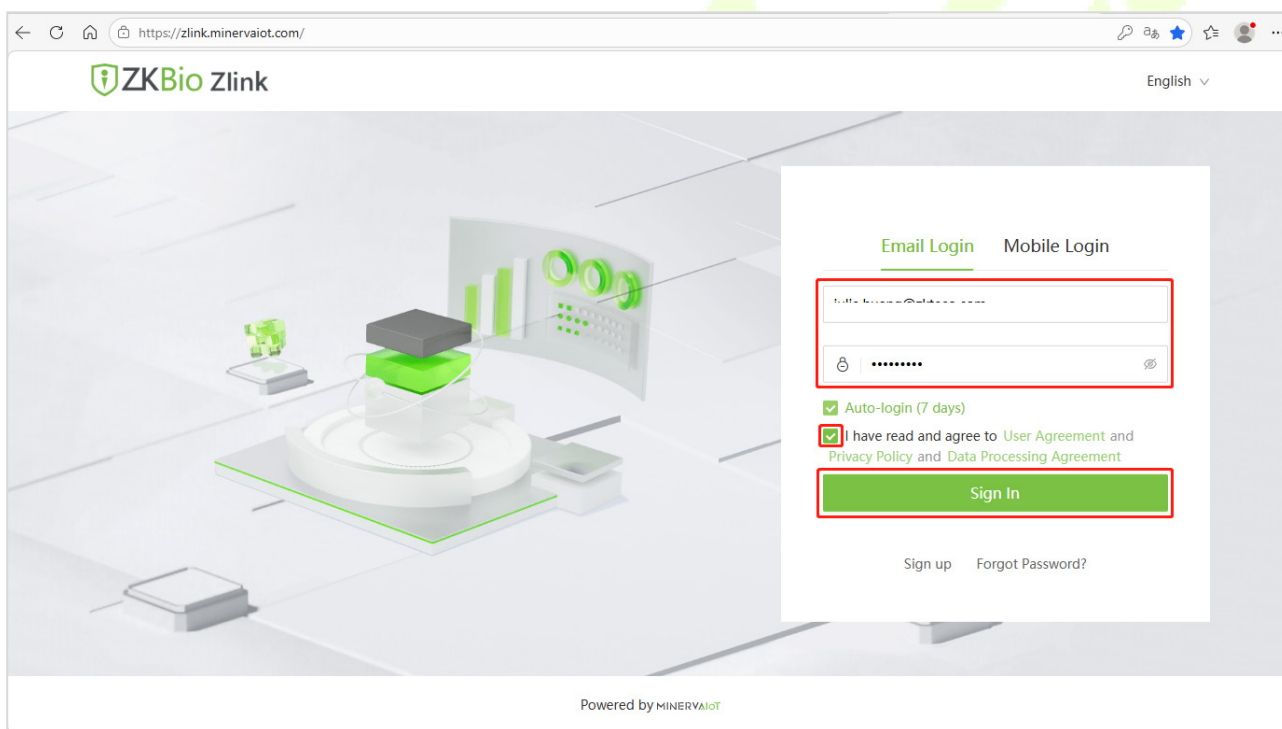 https://zlink.minervaiot.com/
ZKBio Zlink
English
Email Login Mobile Login
•••••••••
Auto-login (7 days)
I have read and agree to User Agreement and
Privacy Policy and Data Processing Agreement
Sign In
Sign up Forgot Password?
Powered by MINERVAIOT